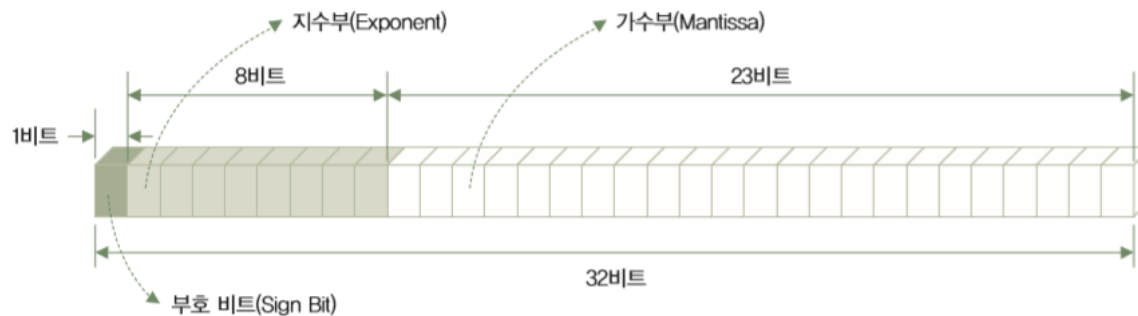 지수부(Exponent)
가수부(Mantissa)
8비트
23비트
1비트
32비트
부호 비트(Sign Bit)